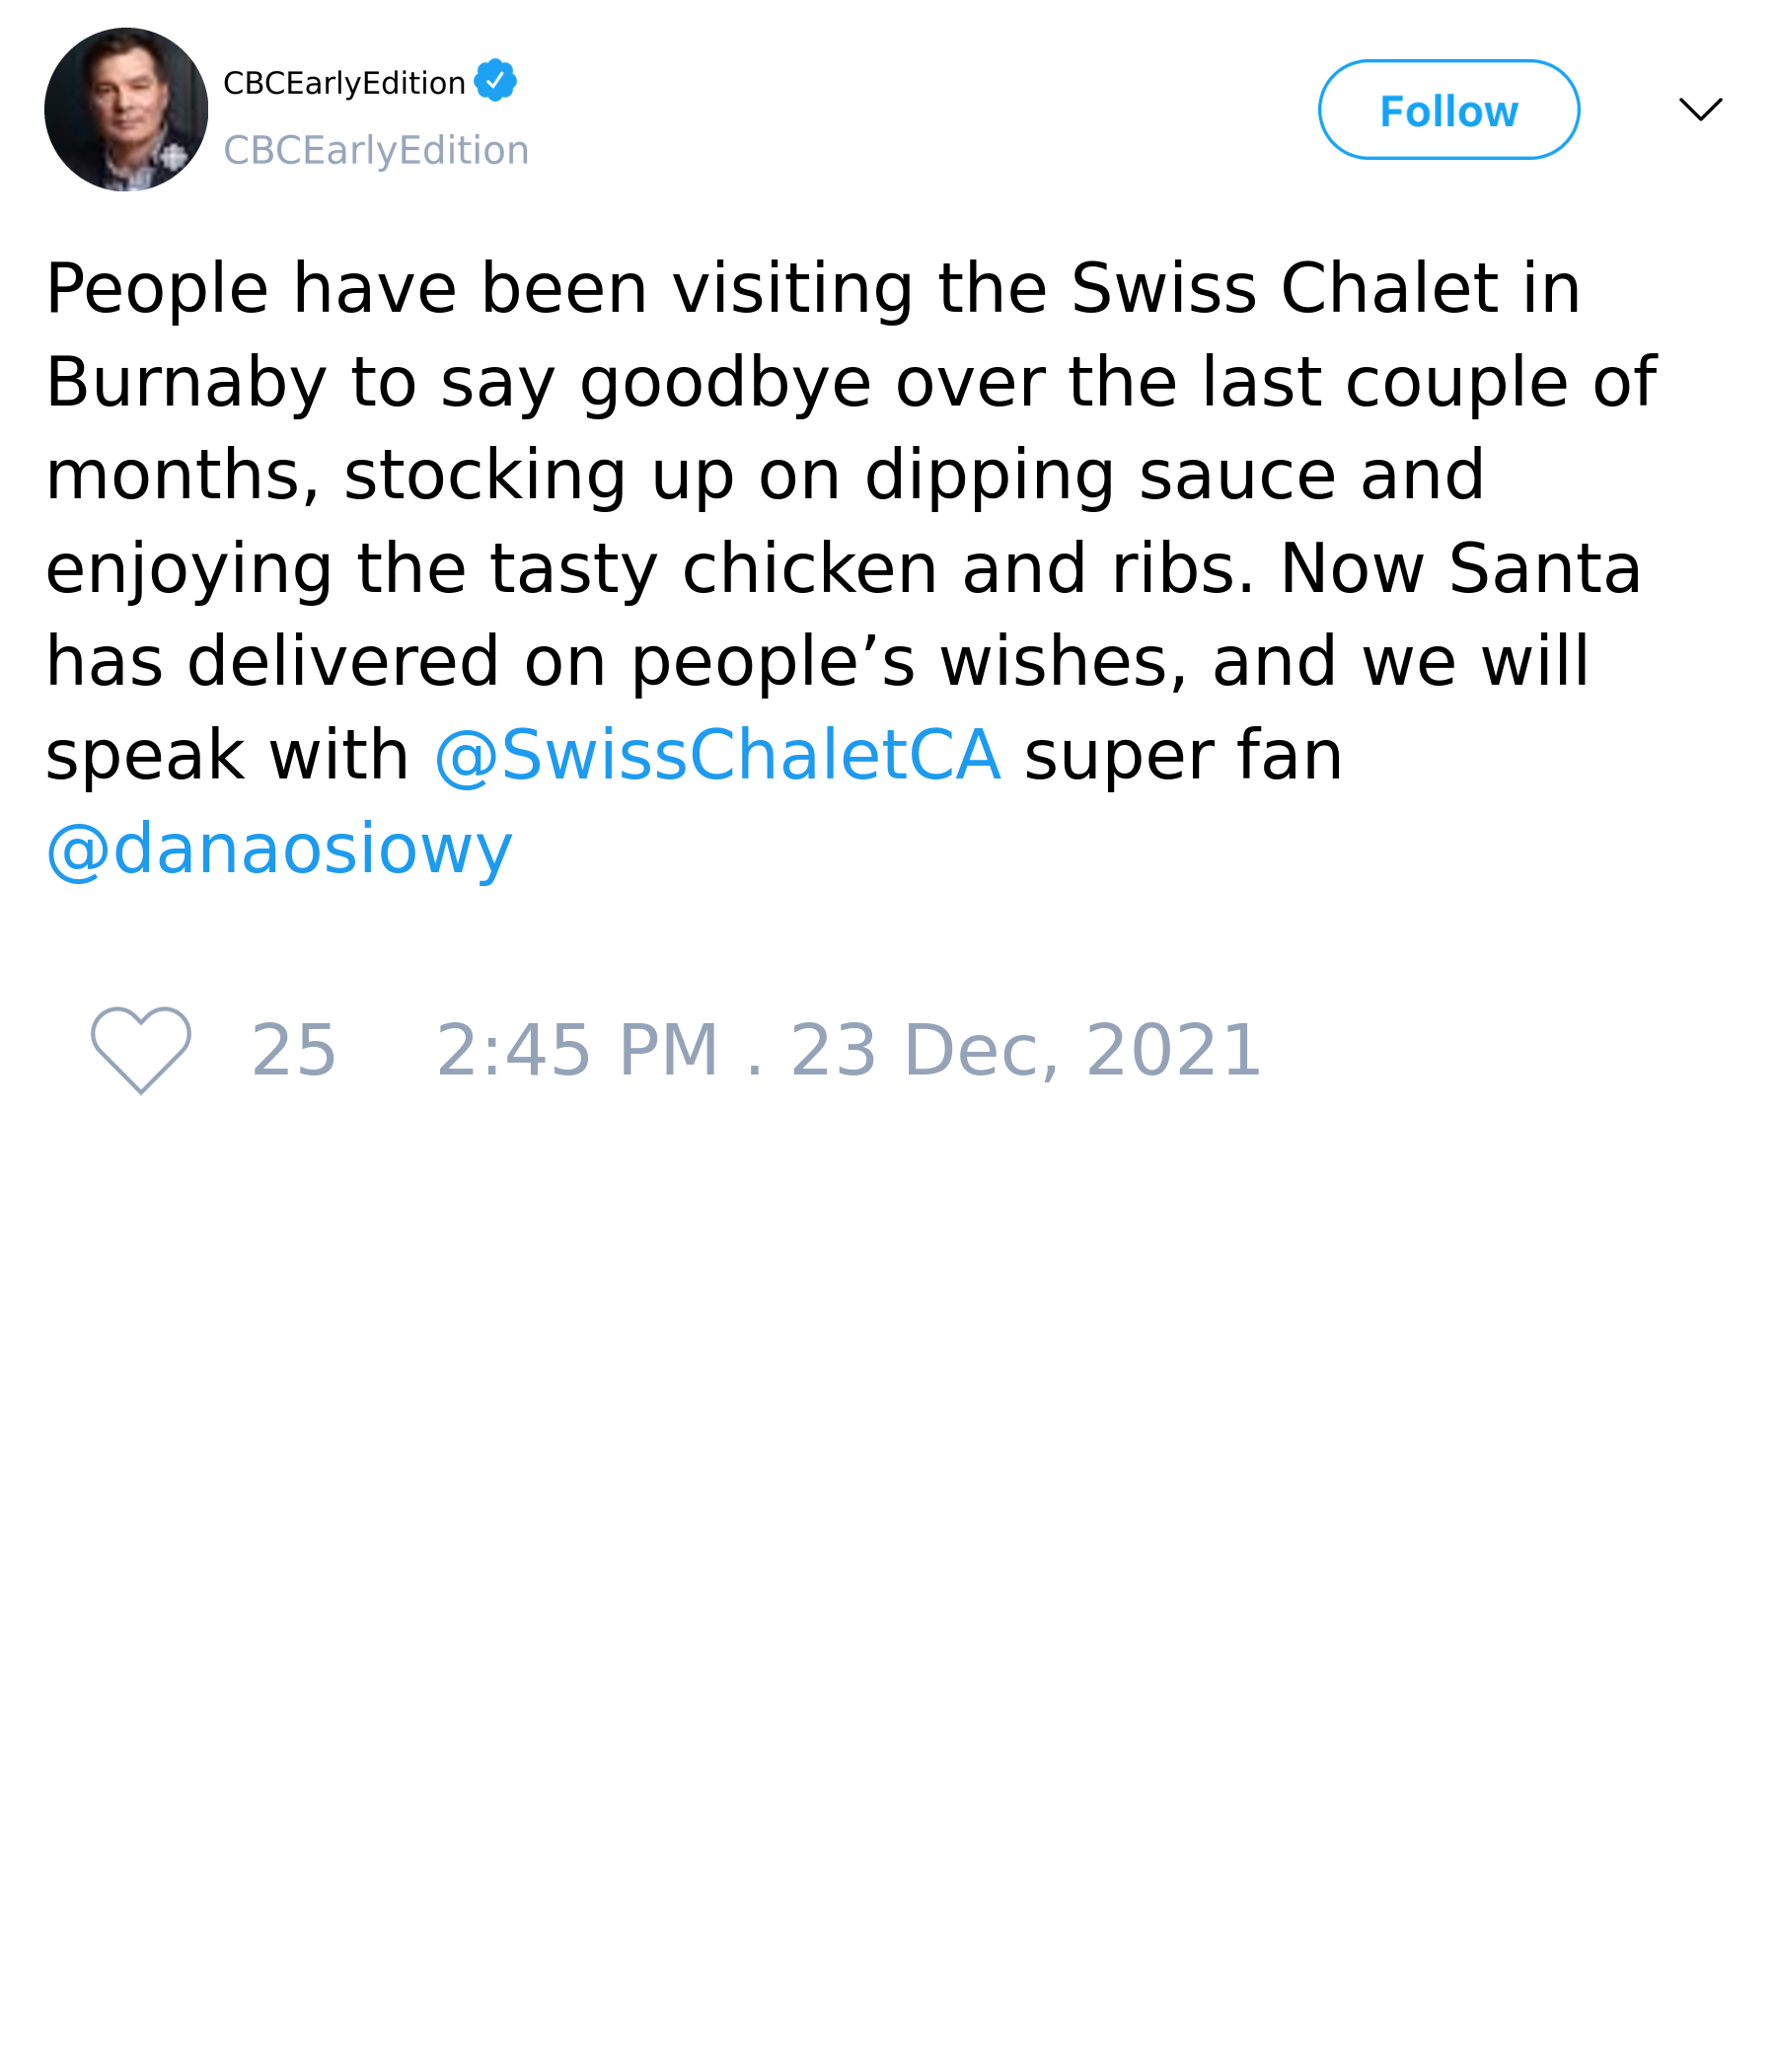 CBCEarlyEdition
CBCEarlyEdition
Follow
People have been visiting the Swiss Chalet in
Burnaby to say goodbye over the last couple of
months, stocking up on dipping sauce and
enjoying the tasty chicken and ribs. Now Santa
has delivered on people’s wishes, and we will
speak with @SwissChaletCA super fan
@danaosiowy
25 2:45 PM . 23 Dec, 2021